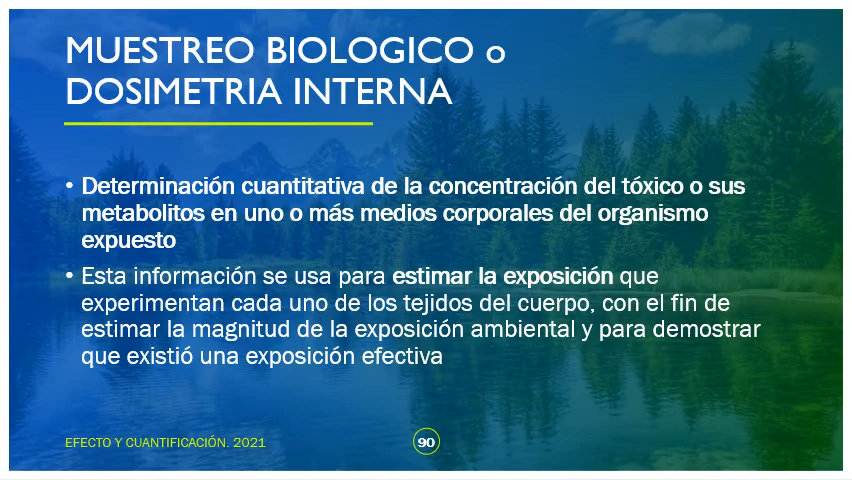 MUESTREO BIOLOGICO o
DOSIMETRIA INTERNA
• Determinación cuantitativa de la concentración del tóxico o sus
metabolitos en uno o más medios corporales del organismo
expuesto
• Esta información se usa para estimar la exposición que
experimentan cada uno de los tejidos del cuerpo, con el fin de
estimar la magnitud de la exposición ambiental y para demostrar
que existió una exposición efectiva
EFECTO Y CUANTIFICACIÓN. 2021
90